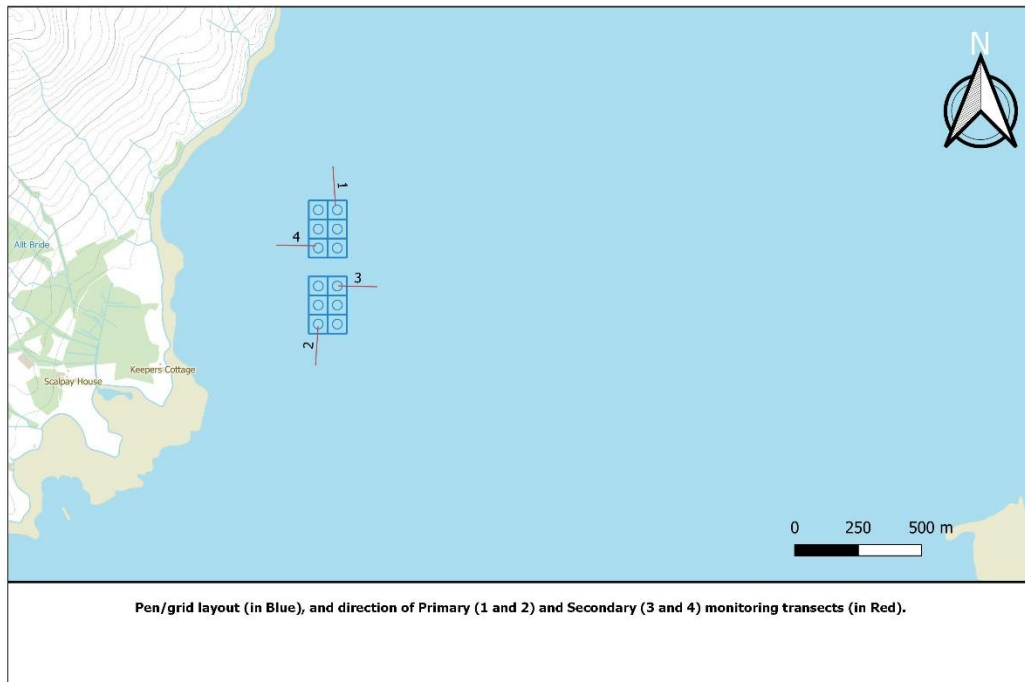 N
1
4
Allt Bride
3
2
Keepers Cottage
Scalpay House
0 250 500 m
Pen/grid layout (in Blue), and direction of Primary (1 and 2) and Secondary (3 and 4) monitoring transects (in Red).